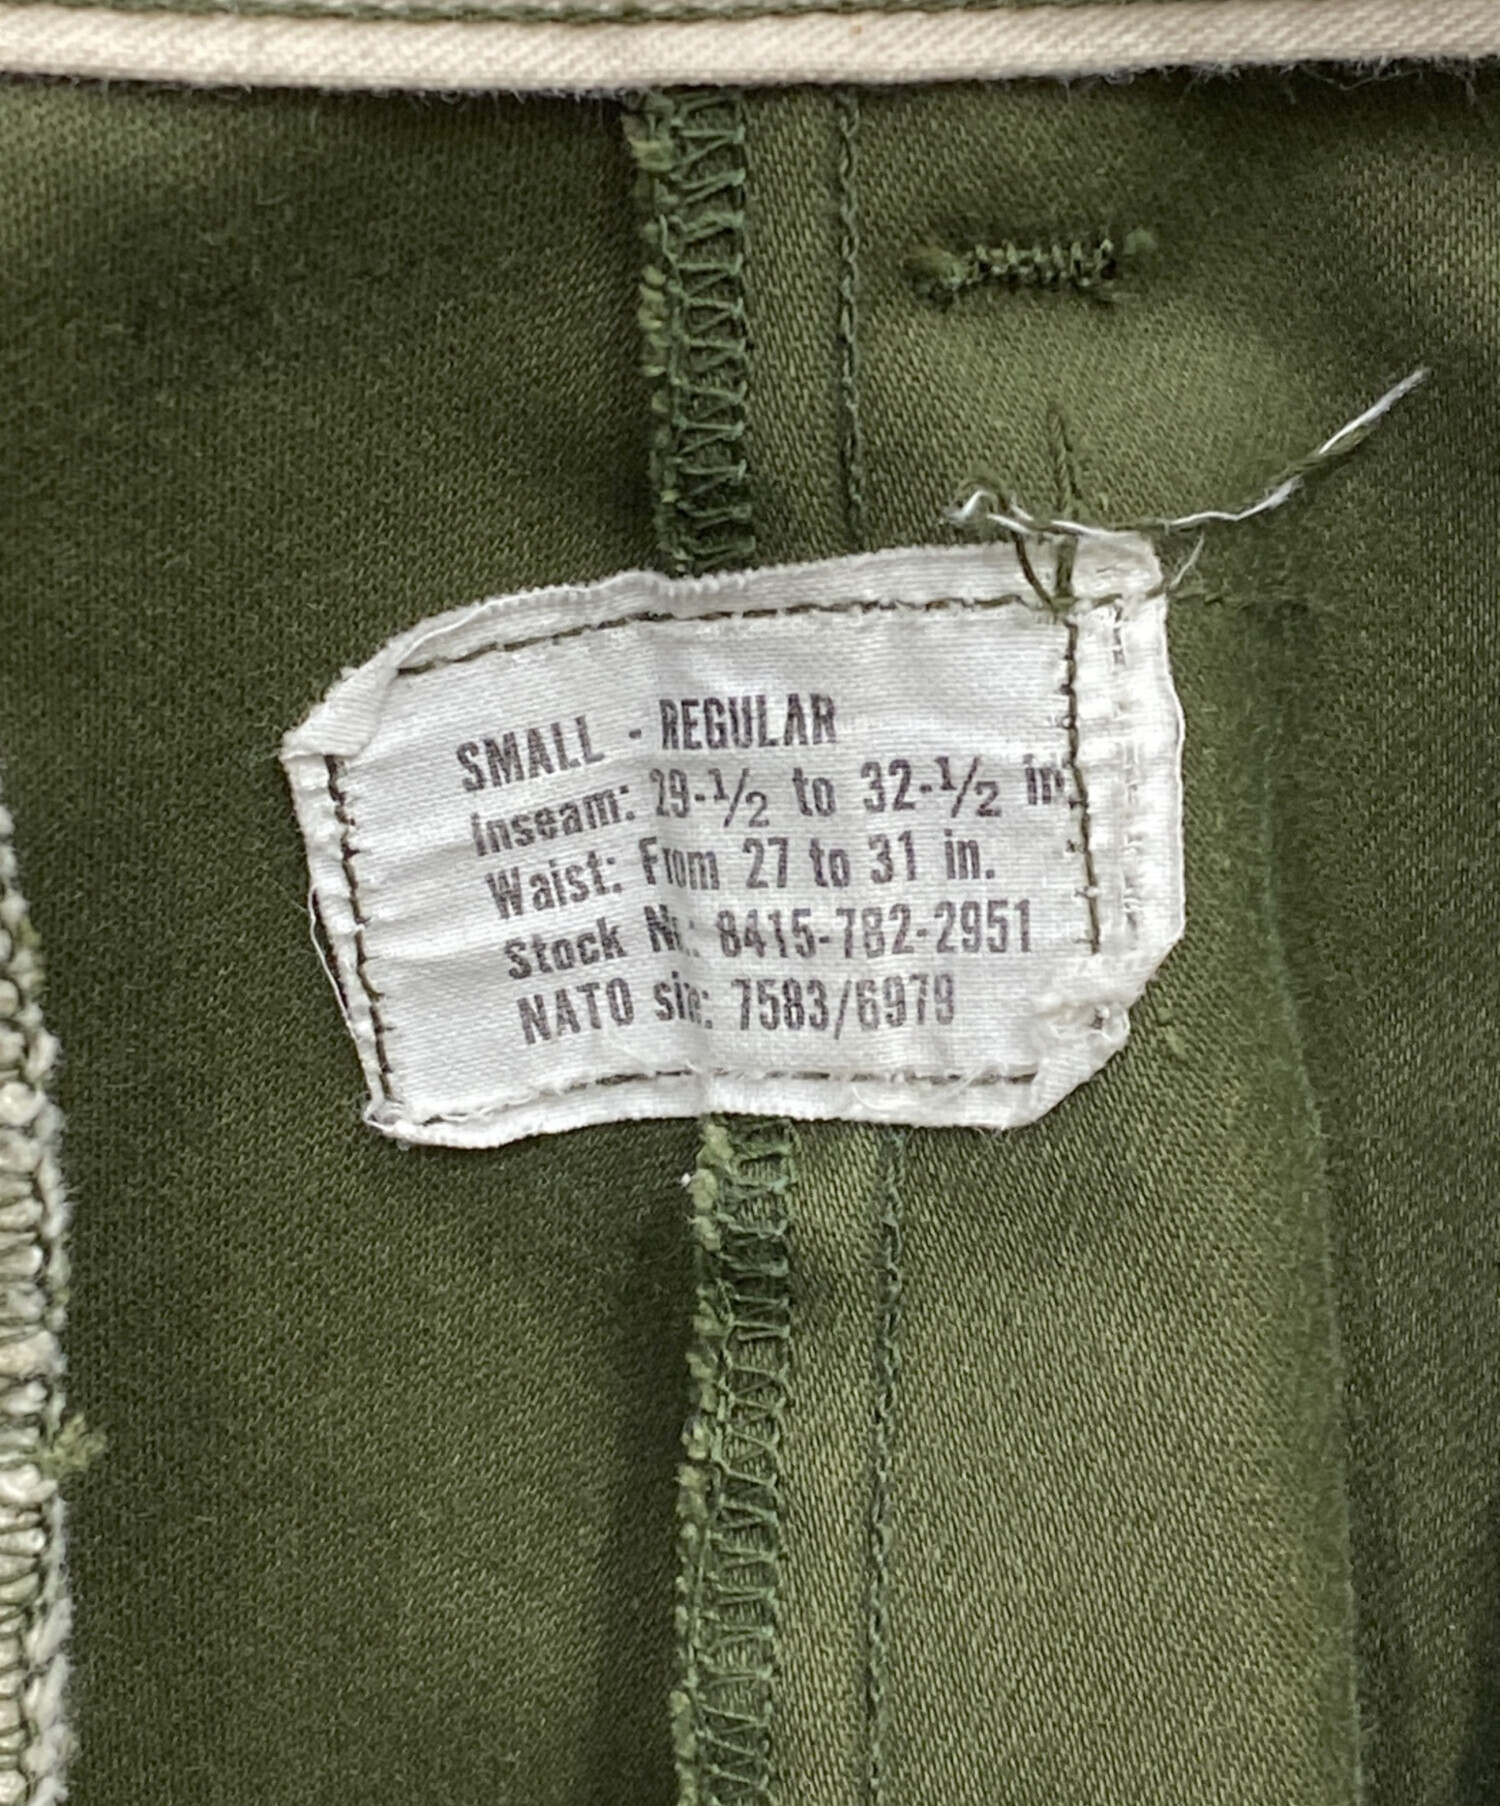 SMALL - REGULAR
Inseam: 29-1/2 to 32-1/2 in.
Waist: From 27 to 31 in.
Stock Nr.: 8415-782-2951
NATO size: 7583/6979